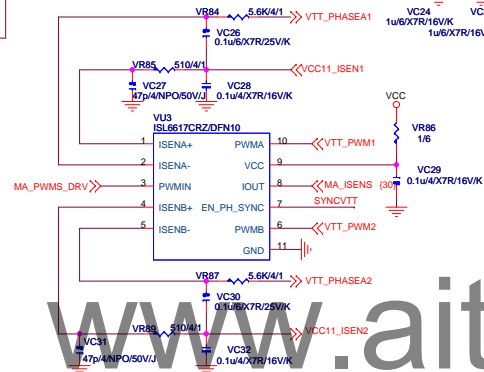 VR84 5.6K/4/1 VTT_PHASEA1
VC24
1u/6/X7R/16V/K
1u/6/X7R/16V/K
VC26
0.1u/6/X7R/25V/K
VR85 510/4/1 VCC11_ISEN1
VC27
47p/4/NPO/50V/J
VC28
0.1u/4/X7R/16V/K
VCC
VU3
ISL6617CRZ/DFN10
VR86
1/6
1 ISENA+ PWMA 10 VTT_PWM1
2 ISENA- VCC 9
MA_PWMS_DRV 3 PWMIN IOUT 8 MA_ISENS {30}
VC29
0.1u/4/X7R/16V/K
4 ISENB+ EN_PH_SYNC 7 SYNCVTT
5 ISENB- PWMB 6 VTT_PWM2
GND 11
VR87 5.6K/4/1 VTT_PHASEA2
VC30
0.1u/6/X7R/25V/K
VR89 510/4/1 VCC11_ISEN2
VC31
47p/4/NPO/50V/J
VC32
0.1u/4/X7R/16V/K
www.ait